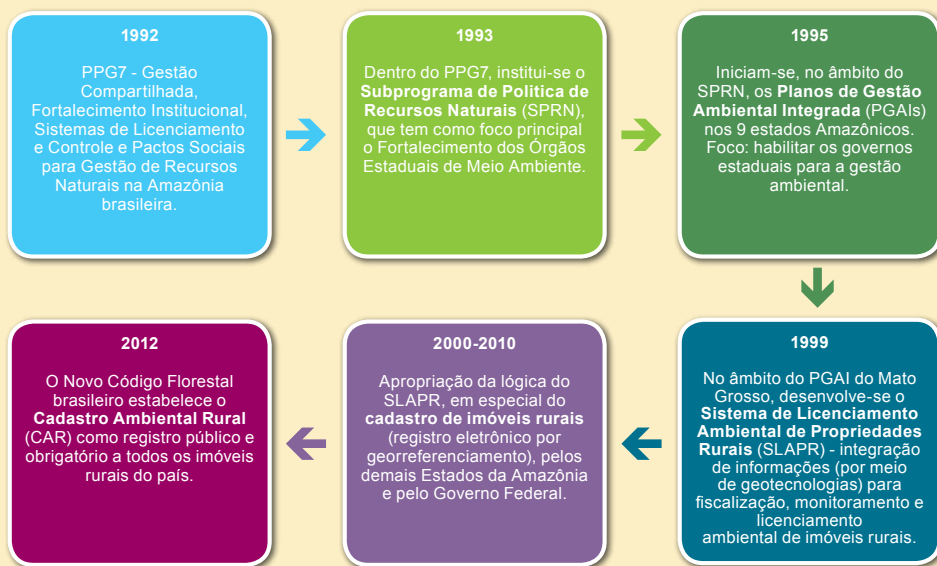 1992
PPG7 - Gestão
Compartilhada,
Fortalecimento Institucional,
Sistemas de Licenciamento
e Controle e Pactos Sociais
para Gestão de Recursos
Naturais na Amazônia
brasileira.
1993
Dentro do PPG7, institui-se o
Subprograma de Politica de
Recursos Naturais (SPRN),
que tem como foco principal
o Fortalecimento dos Órgãos
Estaduais de Meio Ambiente.
1995
Iniciam-se, no âmbito do
SPRN, os Planos de Gestão
Ambiental Integrada (PGAIs)
nos 9 estados Amazônicos.
Foco: habilitar os governos
estaduais para a gestão
ambiental.
1999
No âmbito do PGAI do Mato
Grosso, desenvolve-se o
Sistema de Licenciamento
Ambiental de Propriedades
Rurais (SLAPR) - integração
de informações (por meio
de geotecnologias) para
fiscalização, monitoramento e
licenciamento
ambiental de imóveis rurais.
2000-2010
Apropriação da lógica do
SLAPR, em especial do
cadastro de imóveis rurais
(registro eletrônico por
georreferenciamento), pelos
demais Estados da Amazônia
e pelo Governo Federal.
2012
O Novo Código Florestal
brasileiro estabelece o
Cadastro Ambiental Rural
(CAR) como registro público e
obrigatório a todos os imóveis
rurais do país.